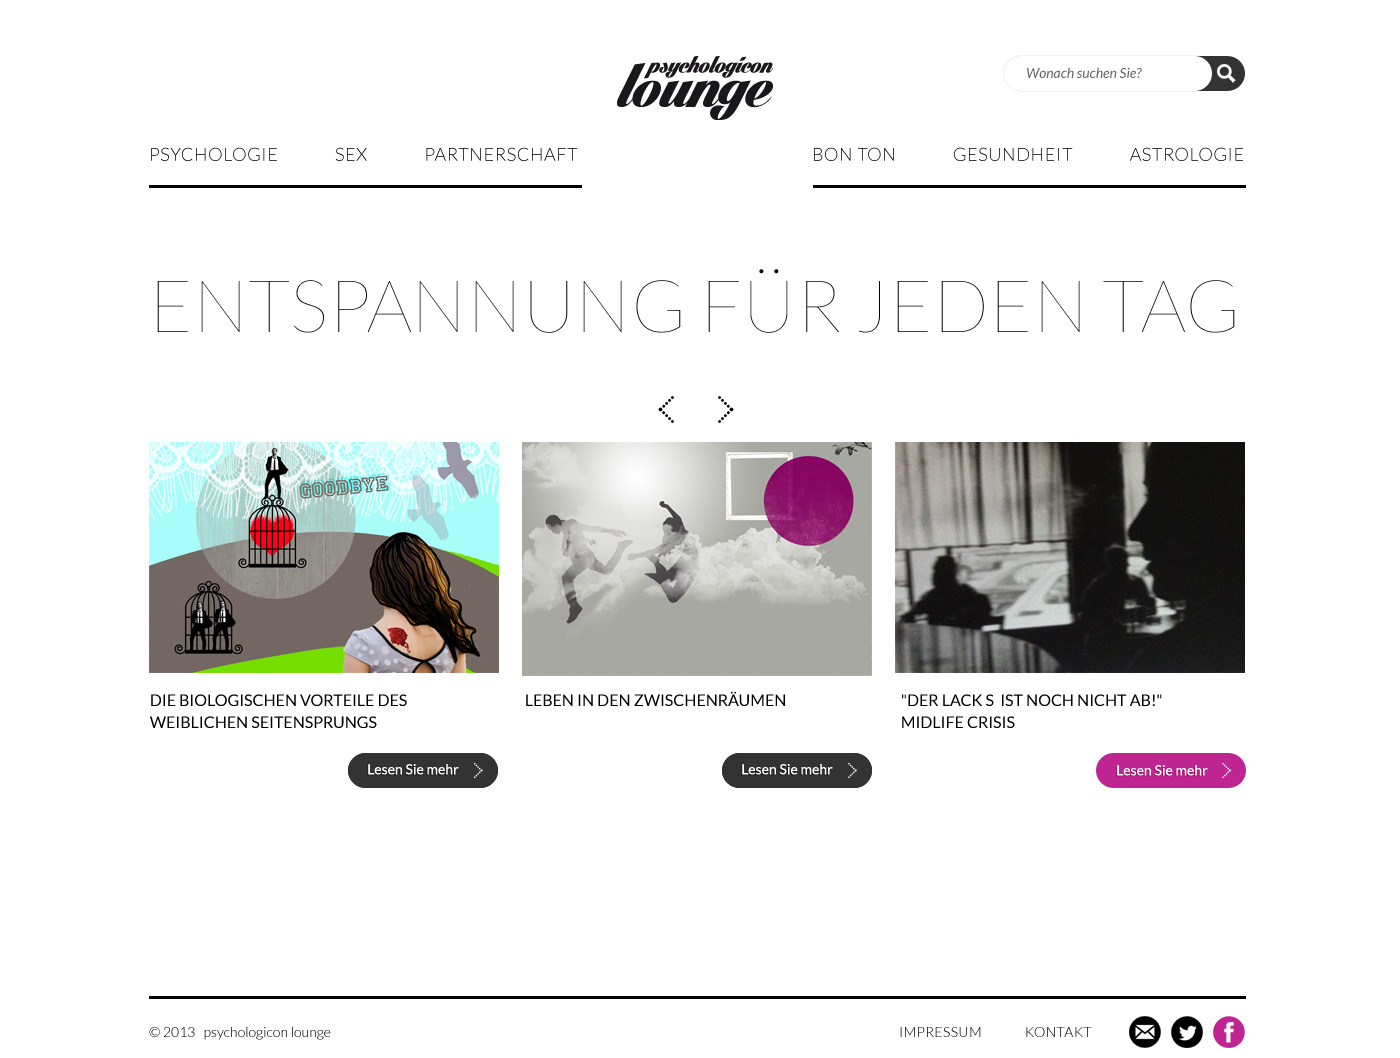 psychologicon
lounge
Wonach suchen Sie?
PSYCHOLOGIE SEX PARTNERSCHAFT BON TON GESUNDHEIT ASTROLOGIE
ENTSPANNUNG FÜR JEDEN TAG
GOODBYE
DIE BIOLOGISCHEN VORTEILE DES
WEIBLICHEN SEITENSPRUNGS
Lesen Sie mehr
LEBEN IN DEN ZWISCHENRÄUMEN
Lesen Sie mehr
"DER LACK S IST NOCH NICHT AB!"
MIDLIFE CRISIS
Lesen Sie mehr
© 2013 psychologicon lounge IMPRESSUM KONTAKT